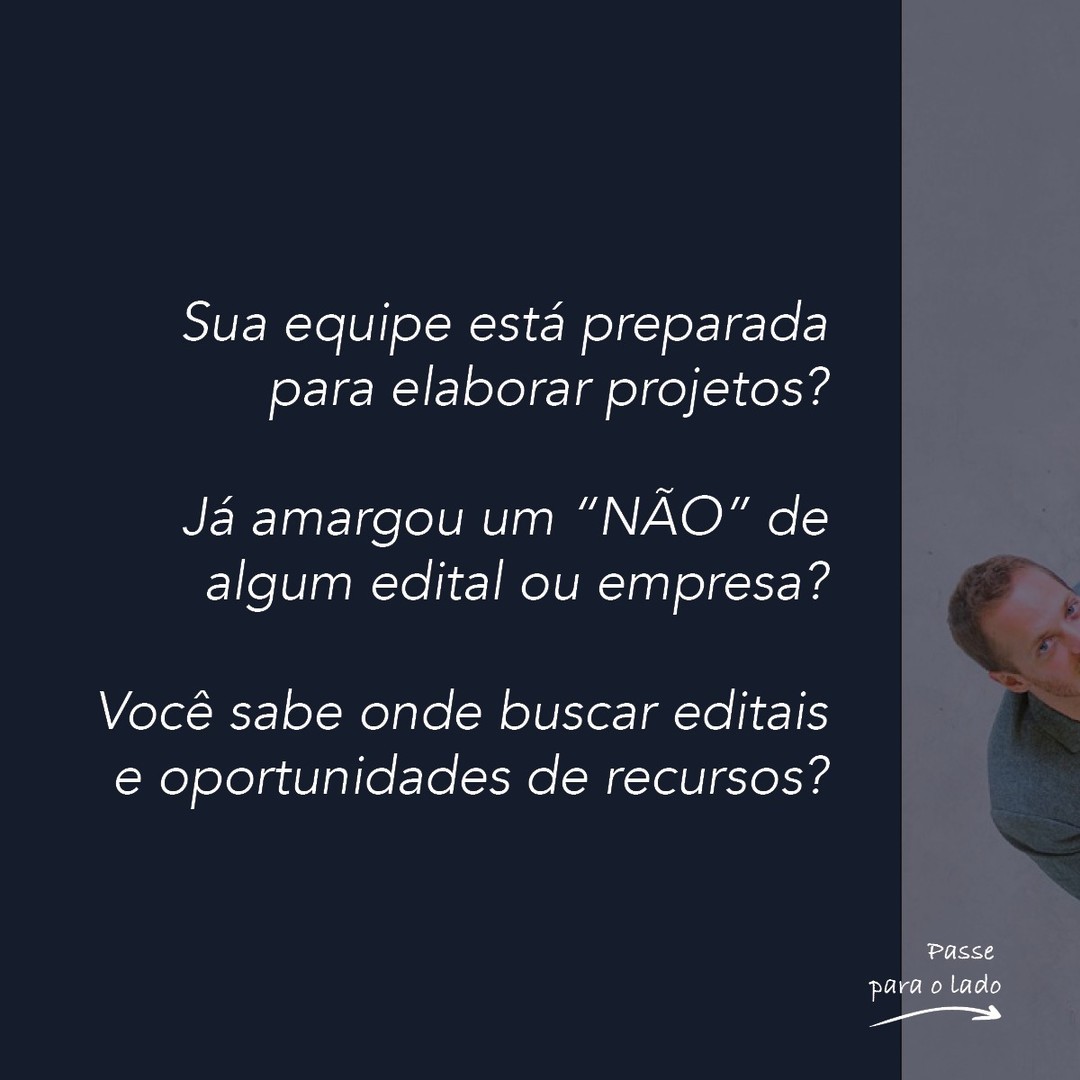 Sua equipe está preparada
para elaborar projetos?
Já amargou um “NÃO” de
algum edital ou empresa?
Você sabe onde buscar editais
e oportunidades de recursos?
Passe
para o lado